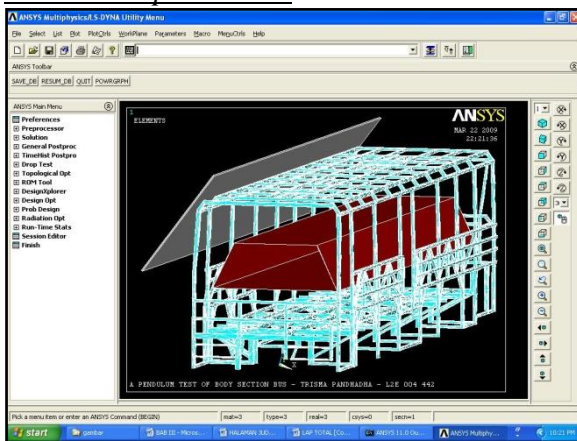 ANSYS Multiphysics/LS-DYNA Utility Menu
File Select List Plot PlotCtrls WorkPlane Parameters Macro MenuCtrls Help
ANSYS Toolbar
SAVE_DB RESUM_DB QUIT POWRGRPH
ANSYS Main Menu
Preferences
Preprocessor
Solution
General Postproc
TimeHist Postpro
Drop Test
Topological Opt
ROM Tool
DesignXplorer
Design Opt
Prob Design
Radiation Opt
Run-Time Stats
Session Editor
Finish
1
ELEMENTS
ANSYS
MAR 22 2009
22:21:36
A PENDULUM TEST OF BODY SECTION BUS - TRISMA PANDHADHA - L2E 004 442
Pick a menu item or enter an ANSYS Command (BEGIN)
mat=3
type=3
real=3
csys=0
secn=1
start
gambar
BAB III - Micros...
HALAMAN JUD...
LAP TOTAL [Co...
ANSYS 11.0 Ou...
ANSYS Multiphy...
10:21 PM